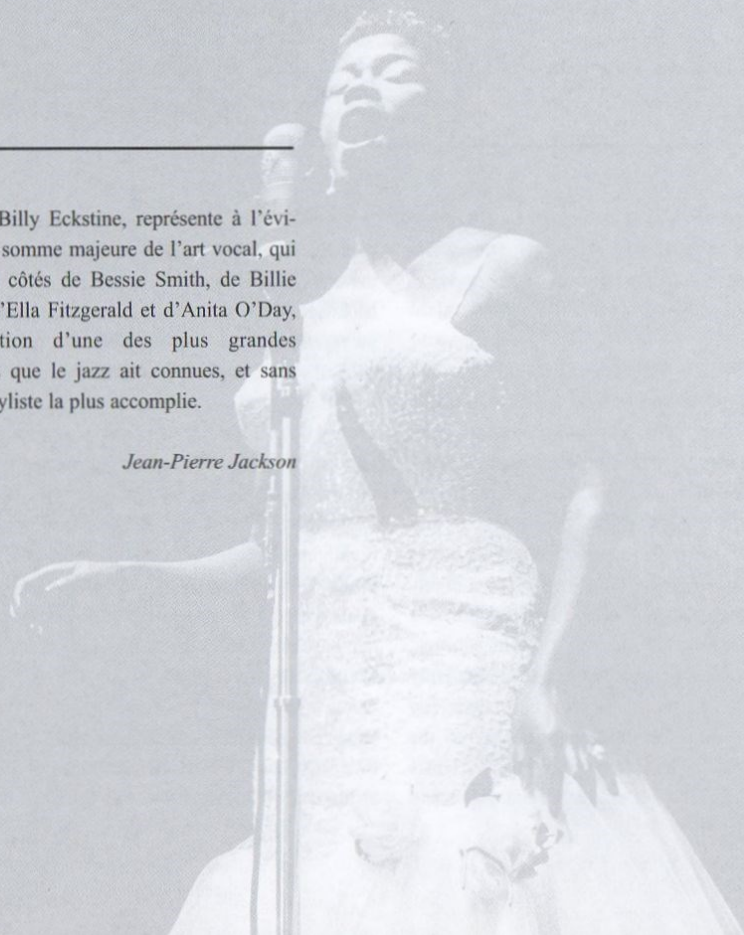 Billy Eckstine, représente à l’évi-
somme majeure de l’art vocal, qui
côtés de Bessie Smith, de Billie
’Ella Fitzgerald et d’Anita O’Day,
tion d’une des plus grandes
que le jazz ait connues, et sans
yliste la plus accomplie.
Jean-Pierre Jackson